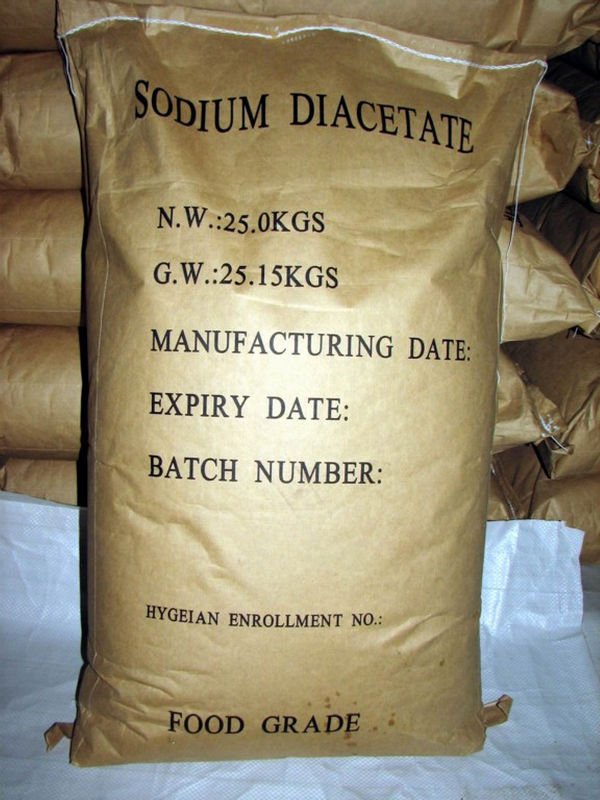 SODIUM DIACETATE
N.W.:25.0KGS
G.W.:25.15KGS
MANUFACTURING DATE:
EXPIRY DATE:
BATCH NUMBER:
HYGEIAN ENROLLMENT NO.:
FOOD GRADE